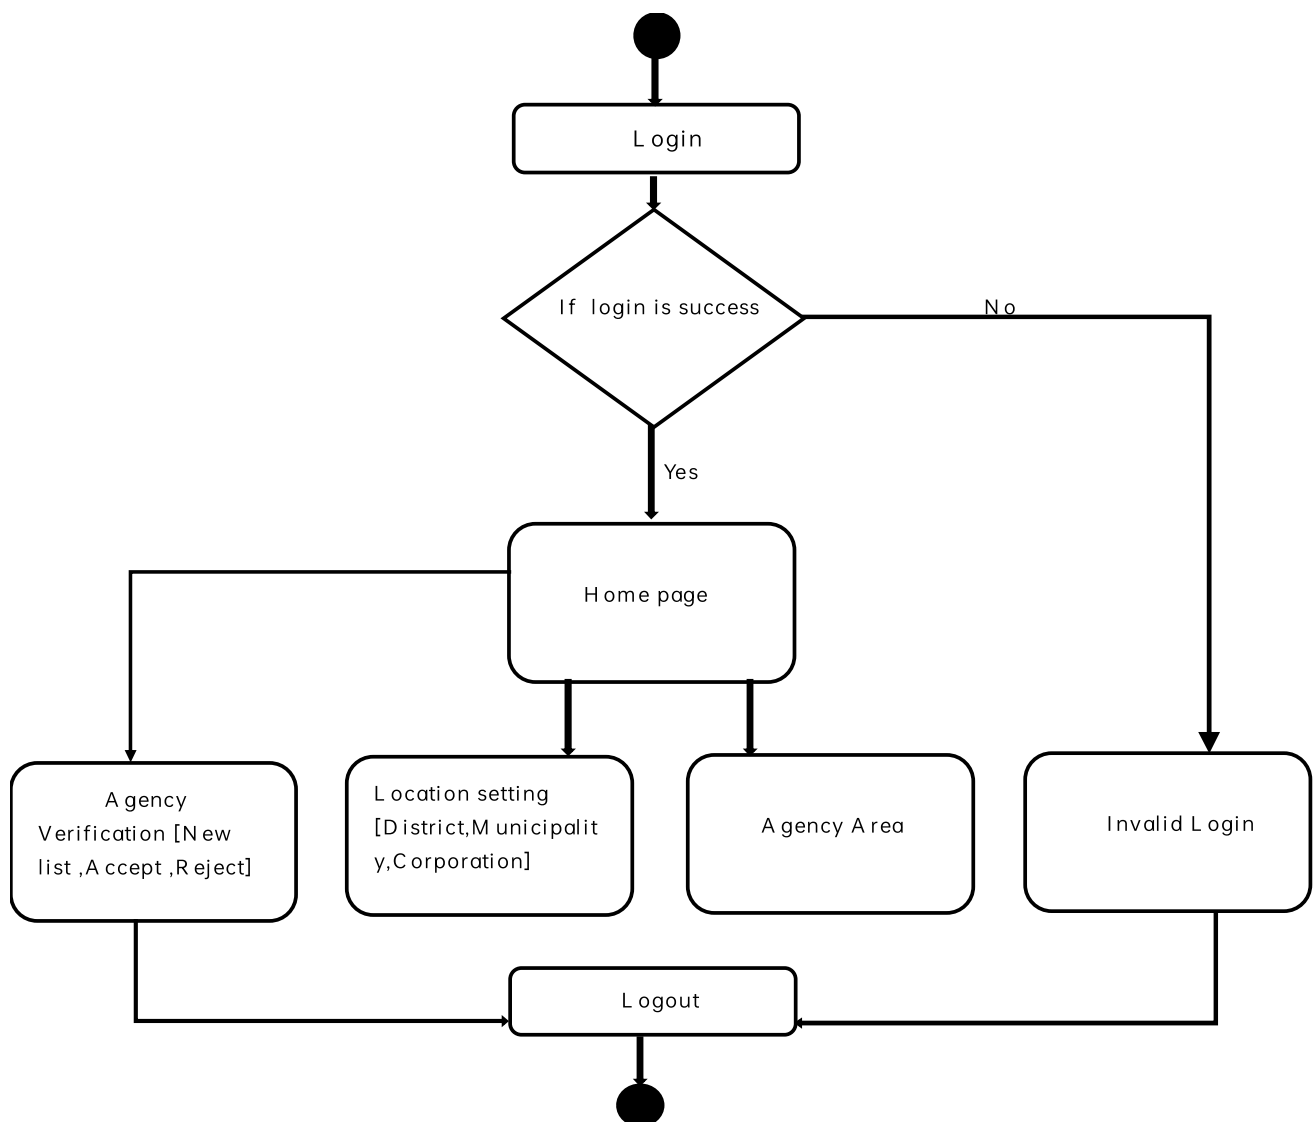 Login
If login is success
No
Yes
Home page
Agency
Verification [New
list ,Accept ,Reject]
Location setting
[District,Municipalit
y,Corporation]
Agency Area
Invalid Login
Logout